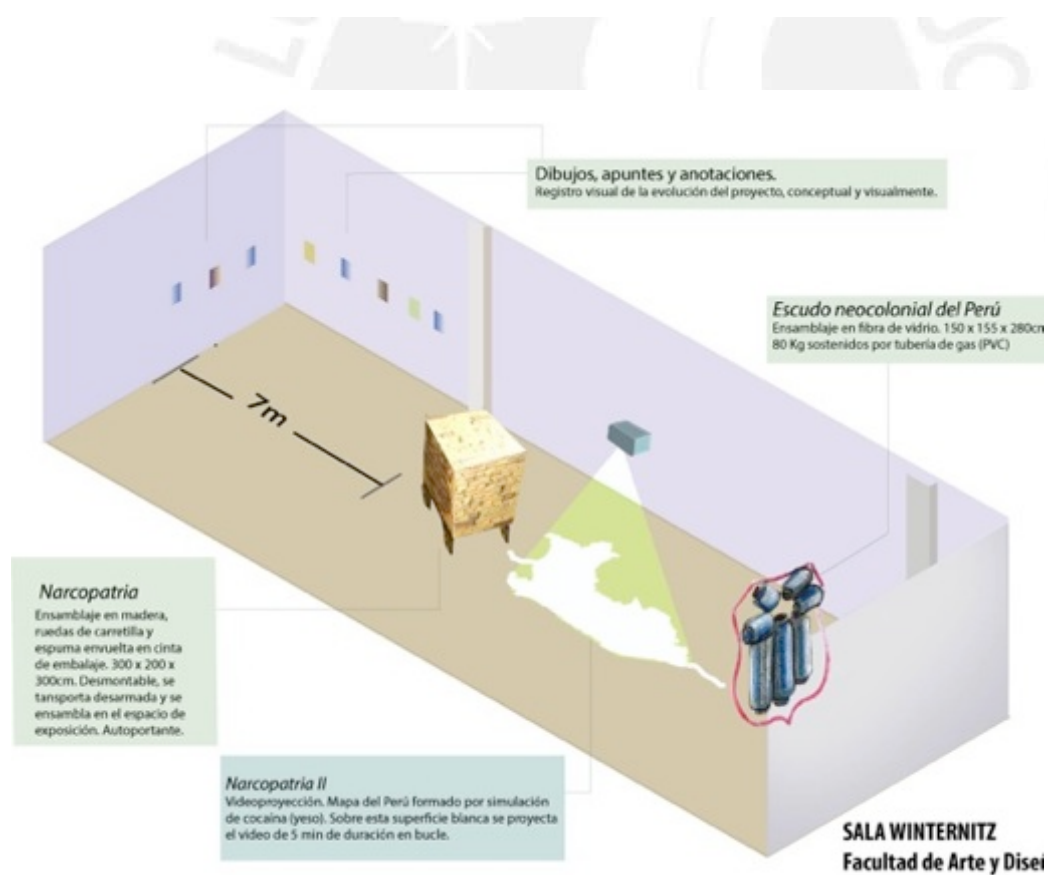 Dibujos, apuntes y anotaciones.
Registro visual de la evolución del proyecto, conceptual y visualmente.
Escudo neocolonial del Perú
Ensamblaje en fibra de vidrio. 150 x 155 x 280cm
80 Kg sostenidos por tubería de gas (PVC)
7m
Narcopatria
Ensamblaje en madera,
ruedas de carretilla y
espuma envuelta en cinta
de embalaje. 300 x 200 x
300cm. Desmontable, se
tansporta desarmada y se
ensambla en el espacio de
exposición. Autoportante.
Narcopatria II
Videoproyección. Mapa del Perú formado por simulación
de cocaína (yeso). Sobre esta superficie blanca se proyecta
el video de 5 min de duración en bucle.
SALA WINTERNITZ
Facultad de Arte y Diseñ